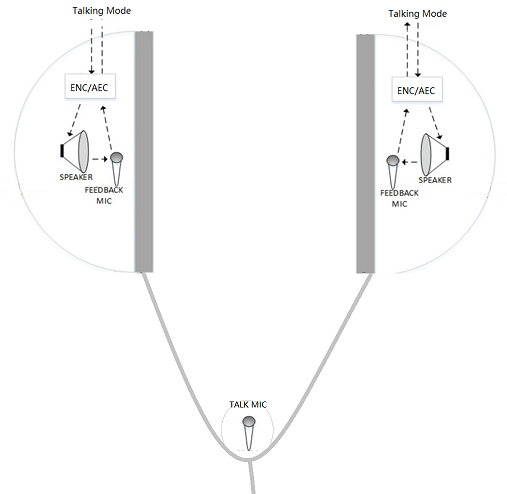 Talking Mode
Talking Mode
ENC/AEC
ENC/AEC
SPEAKER
FEEDBACK
MIC
SPEAKER
FEEDBACK
MIC
TALK MIC